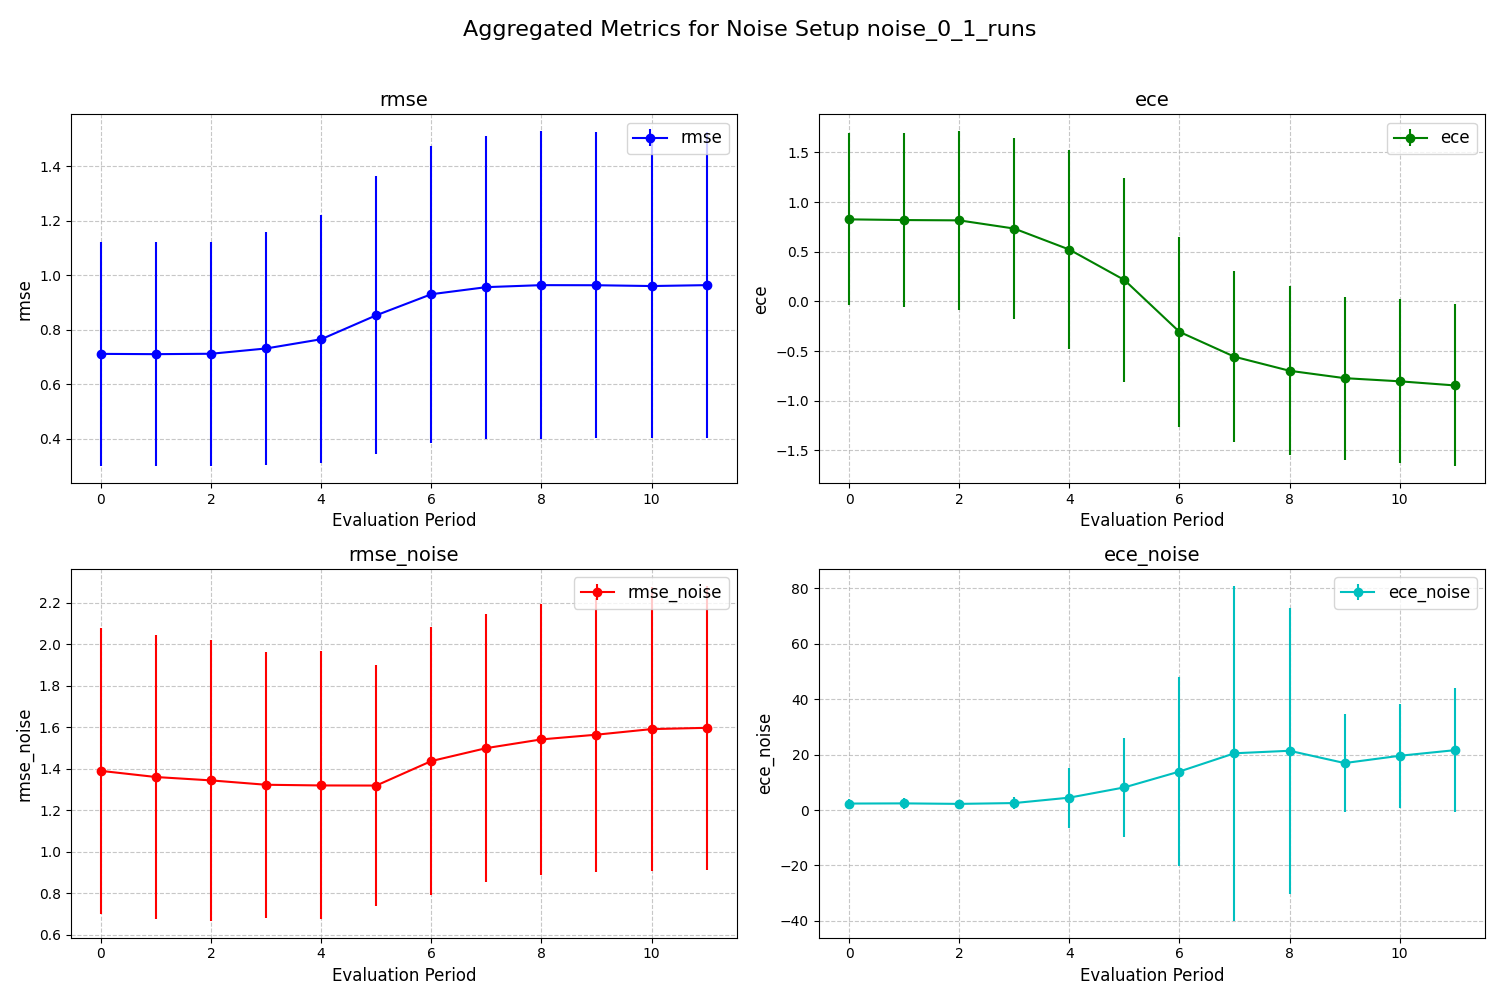 Aggregated Metrics for Noise Setup noise_0_1_runs
rmse
rmse
1.4
1.2
1.0
0.8
0.6
0.4
rmse
0 2 4 6 8 10
Evaluation Period
ece
ece
1.5
1.0
0.5
0.0
−0.5
−1.0
−1.5
ece
0 2 4 6 8 10
Evaluation Period
rmse_noise
rmse_noise
2.2
2.0
1.8
1.6
1.4
1.2
1.0
0.8
0.6
rmse_noise
0 2 4 6 8 10
Evaluation Period
ece_noise
ece_noise
80
60
40
20
0
−20
−40
ece_noise
0 2 4 6 8 10
Evaluation Period